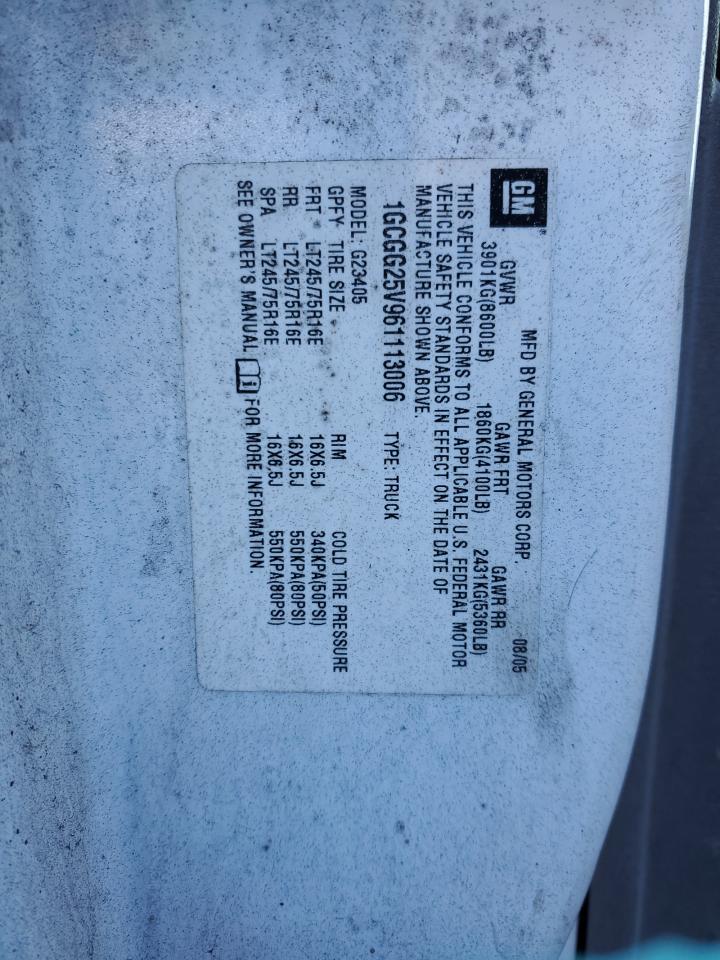 GM®
MFD BY GENERAL MOTORS CORP 08/05
GVWR GAWR FRT GAWR RR
3901KG(8600LB) 1860KG(4100LB) 2431KG(5360LB)
THIS VEHICLE CONFORMS TO ALL APPLICABLE U.S. FEDERAL MOTOR
VEHICLE SAFETY STANDARDS IN EFFECT ON THE DATE OF
MANUFACTURE SHOWN ABOVE.
1GCGG25V961113006 TYPE: TRUCK
MODEL: G23405
GPFY TIRE SIZE RIM COLD TIRE PRESSURE
FRT LT245/75R16E 16X6.5J 340KPA(50PSI)
RR LT245/75R16E 16X6.5J 550KPA(80PSI)
SPA LT245/75R16E 16X6.5J 550KPA(80PSI)
SEE OWNER'S MANUAL FOR MORE INFORMATION.